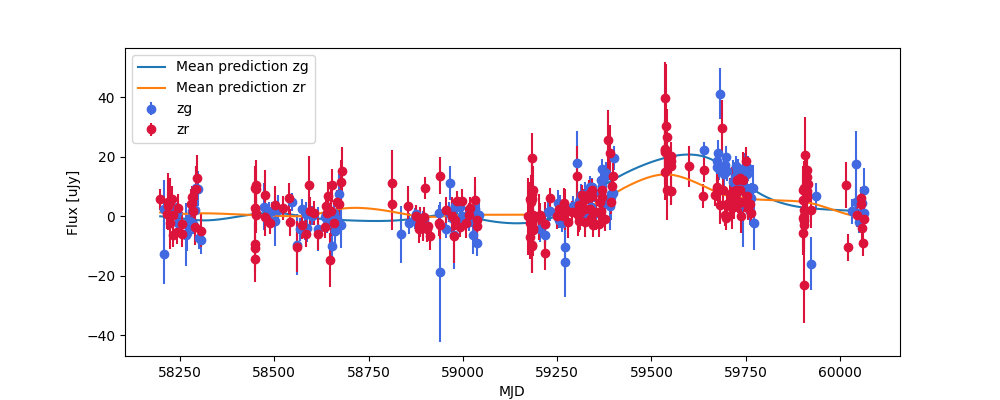 Mean prediction zg
Mean prediction zr
zg
zr
Flux [uJy]
40
20
0
−20
−40
58250
58500
58750
59000
59250
59500
59750
60000
MJD